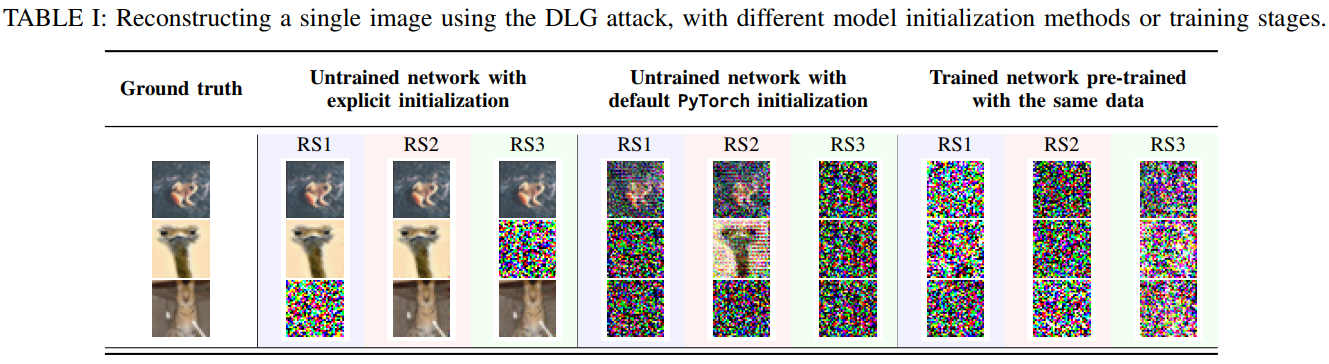 TABLE I: Reconstructing a single image using the DLG attack, with different model initialization methods or training stages.
Ground truth
Untrained network with
explicit initialization
Untrained network with
default PyTorch initialization
Trained network pre-trained
with the same data
RS1 RS2 RS3 RS1 RS2 RS3 RS1 RS2 RS3